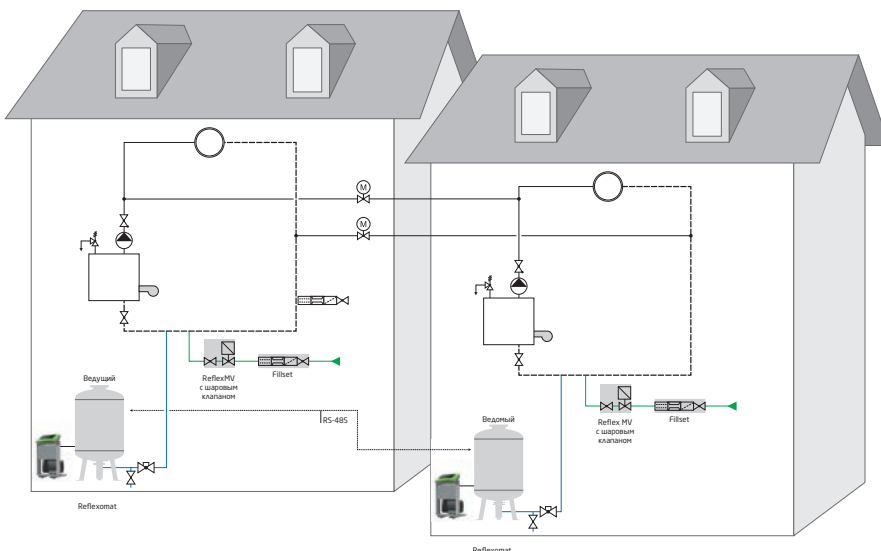 M
M
Ведущий
ReflexMV
с шаровым
клапаном
Fillset
RS-485
Reflexomat
Ведомый
Reflex MV
с шаровым
клапаном
Fillset
Reflexomat